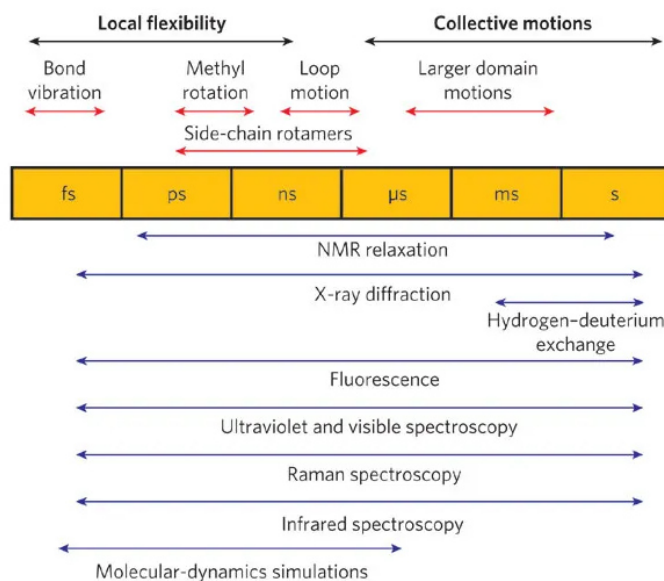 Local flexibility
Collective motions
Bond
vibration
Methyl
rotation
Loop
motion
Larger domain
motions
Side-chain rotamers
fs
ps
ns
μs
ms
s
NMR relaxation
X-ray diffraction
Hydrogen–deuterium
exchange
Fluorescence
Ultraviolet and visible spectroscopy
Raman spectroscopy
Infrared spectroscopy
Molecular-dynamics simulations